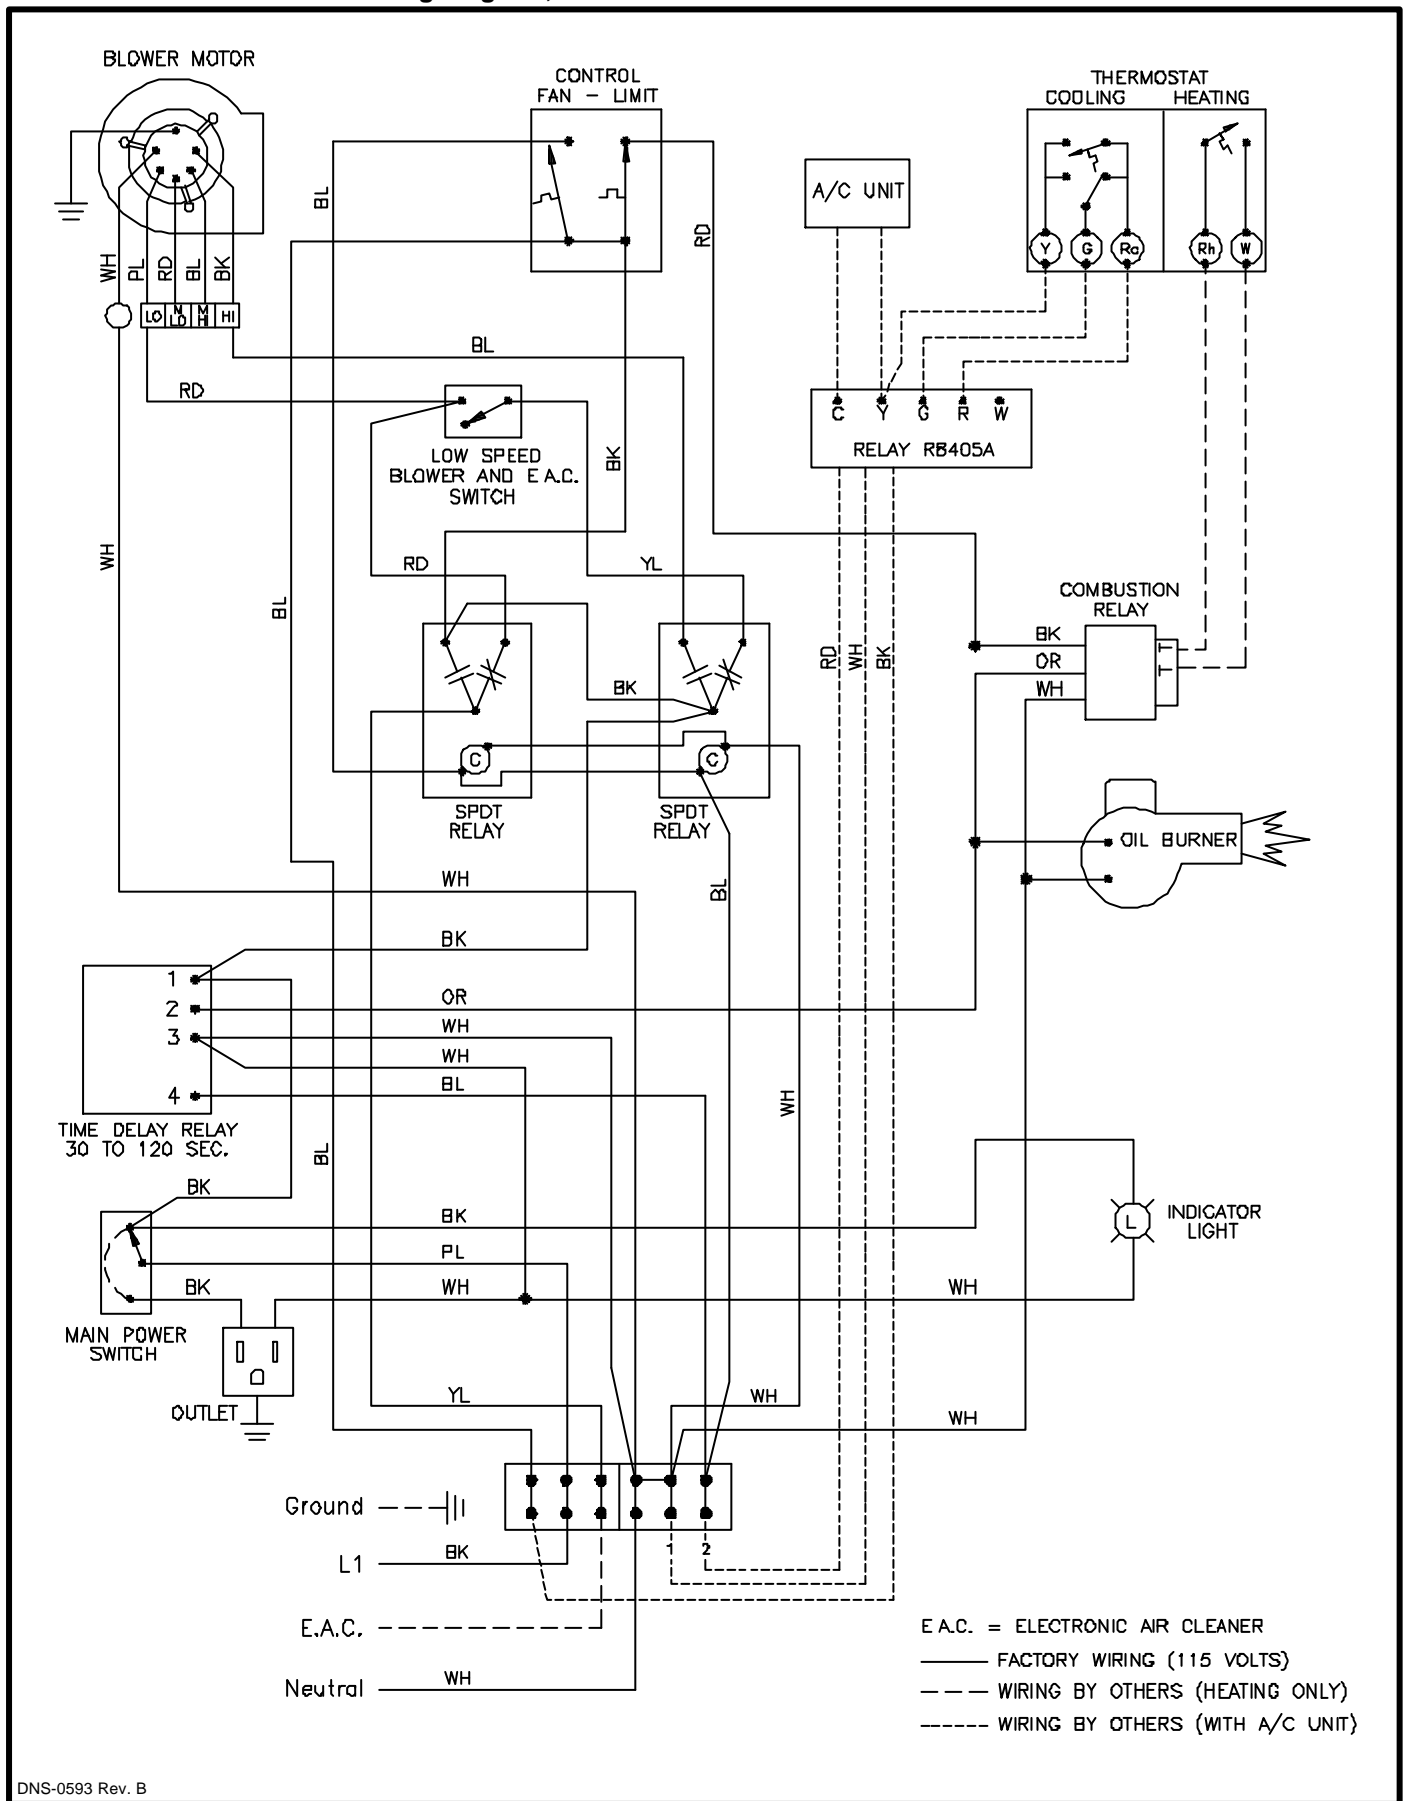 BLOWER MOTOR
CONTROL
FAN - LIMIT
THERMOSTAT
COOLING HEATING
A/C UNIT
BL
RD
Y G Rc Rh W
WH PL RD BL BK
LO
N
LO
M
HI
HI
BL
RD
C Y G R W
RELAY RB405A
LOW SPEED
BLOWER AND E.A.C.
SWITCH
BK
WH
RD
YL
BL
COMBUSTION
RELAY
BK
OR
WH
RD
WH
BK
BK
C
C
SPDT
RELAY
SPDT
RELAY
OIL BURNER
WH
BL
BK
1
2
3
4
OR
WH
WH
BL
WH
TIME DELAY RELAY
30 TO 120 SEC.
BL
BK
BK
L
INDICATOR
LIGHT
PL
BK
WH
WH
MAIN POWER
SWITCH
OUTLET
YL
WH
WH
Ground
1 2
L1
BK
E.A.C.
Neutral
WH
E.A.C. = ELECTRONIC AIR CLEANER
FACTORY WIRING (115 VOLTS)
WIRING BY OTHERS (HEATING ONLY)
WIRING BY OTHERS (WITH A/C UNIT)
DNS-0593 Rev. B